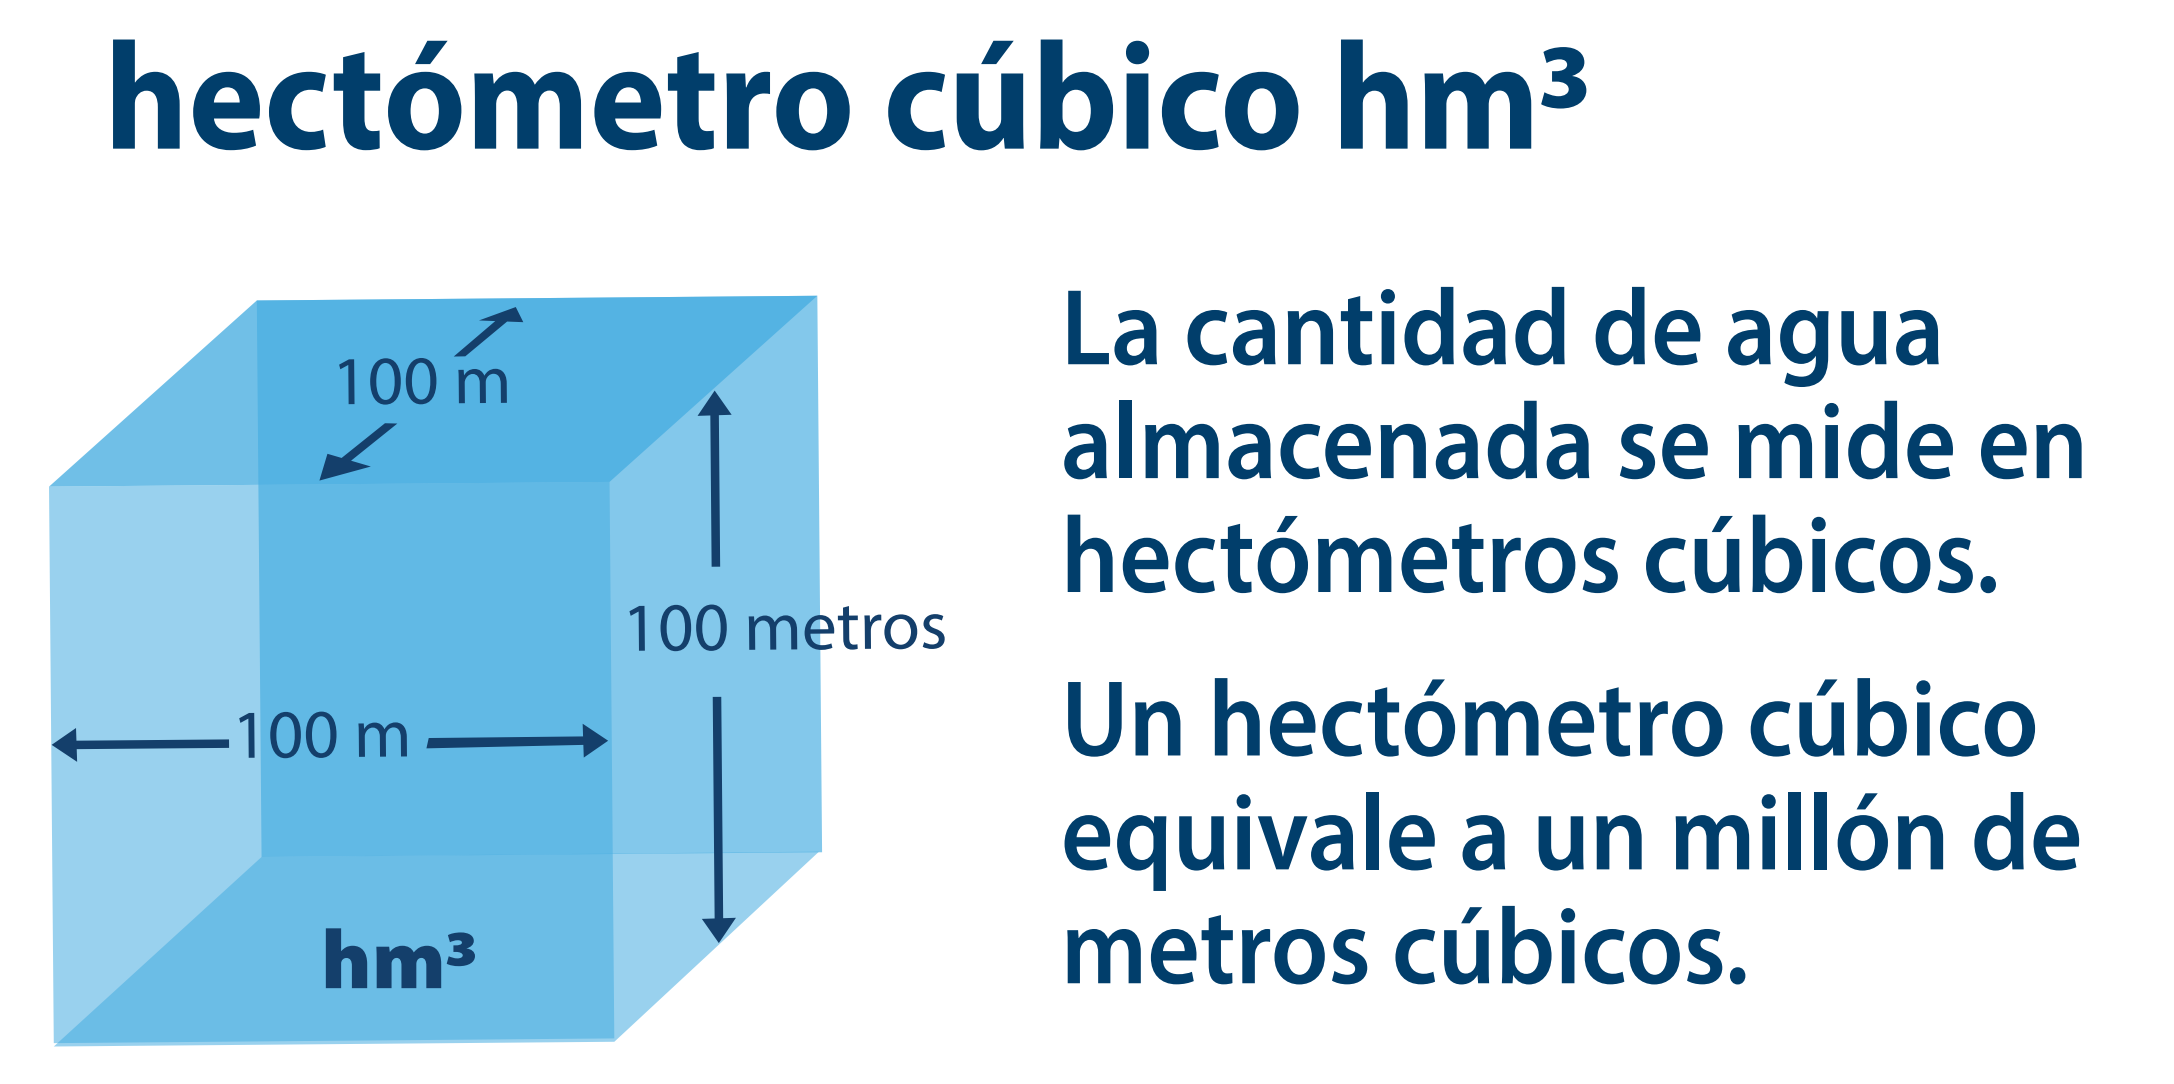 hectómetro cúbico hm³
100 m
100 metros
100 m
hm³
La cantidad de agua
almacenada se mide en
hectómetros cúbicos.
Un hectómetro cúbico
equivale a un millón de
metros cúbicos.